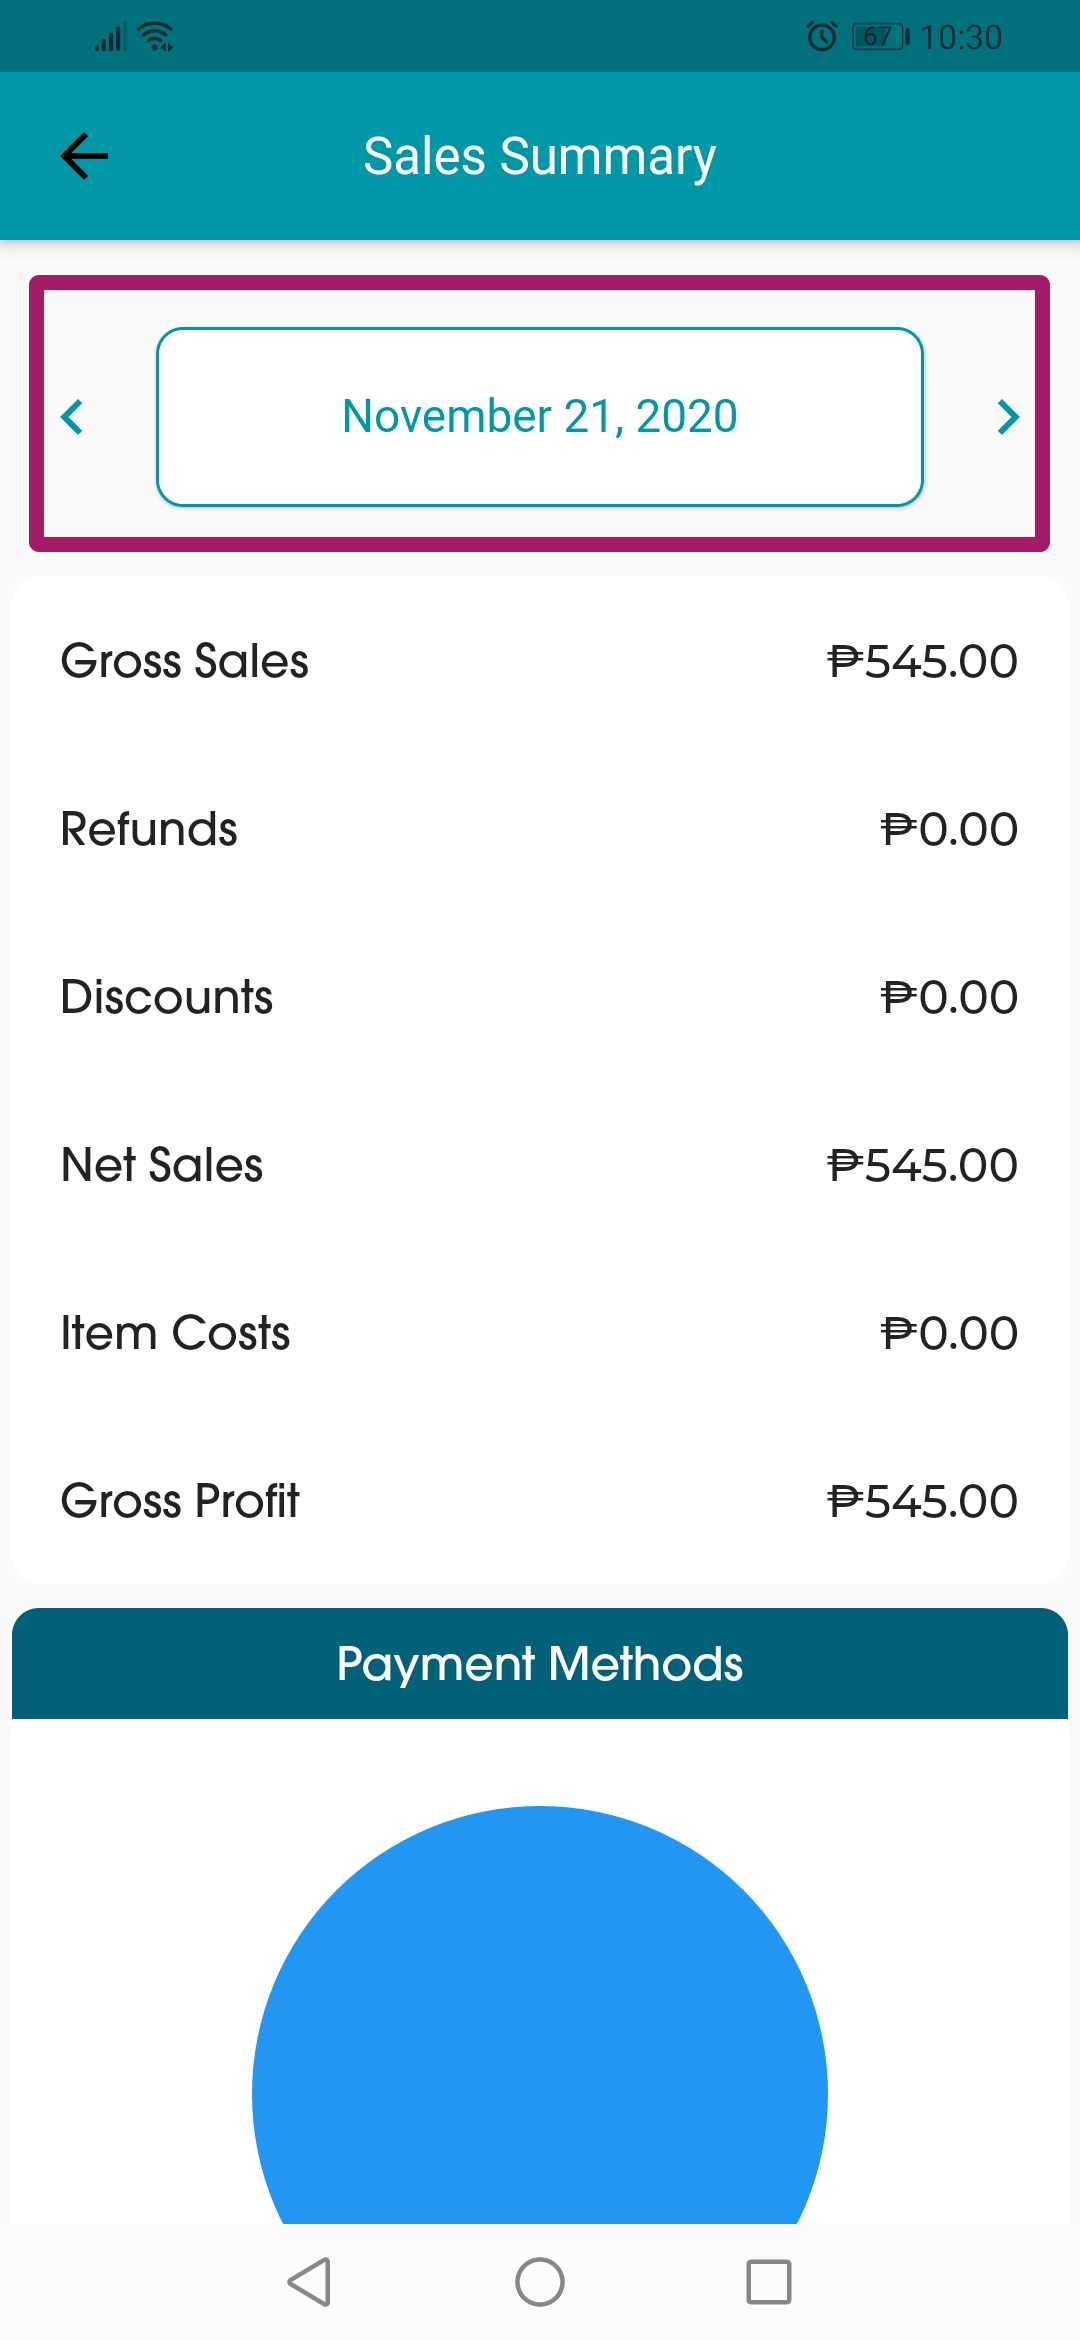 67 10:30
Sales Summary
November 21, 2020
Gross Sales ₱545.00
Refunds ₱0.00
Discounts ₱0.00
Net Sales ₱545.00
Item Costs ₱0.00
Gross Profit ₱545.00
Payment Methods